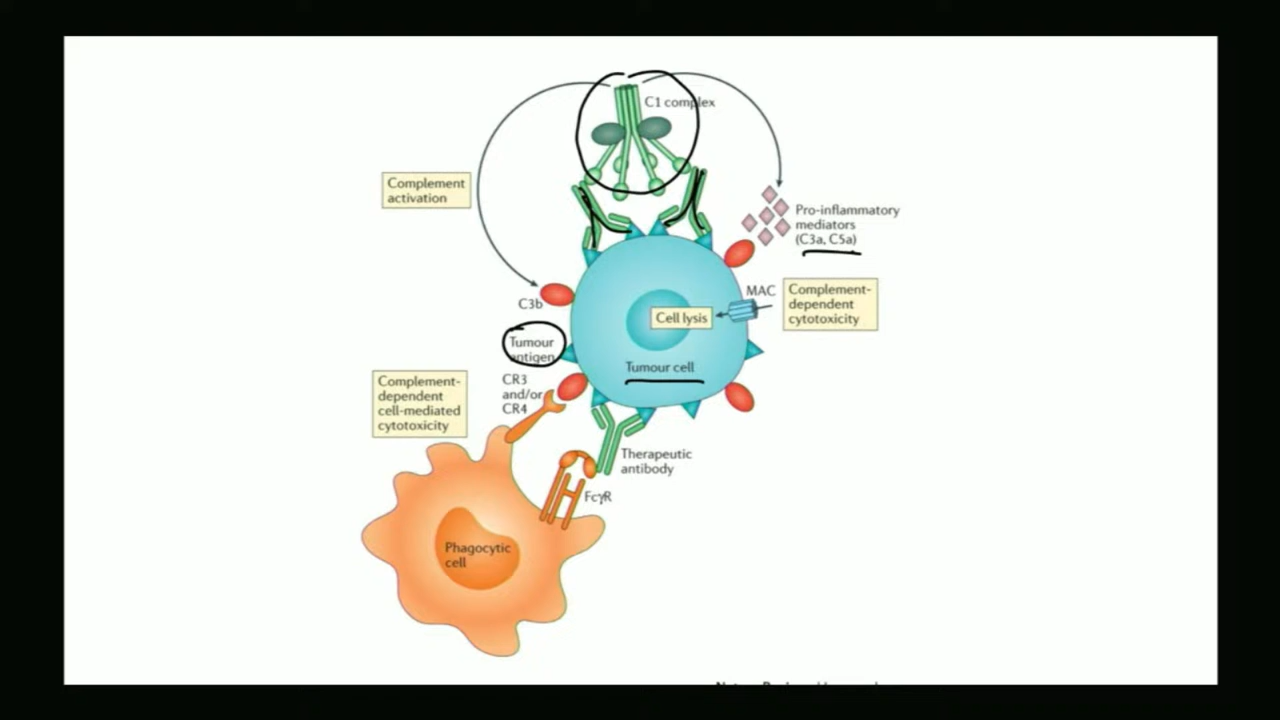 C1 complex
Complement
activation
Pro-inflammatory
mediators
(C3a, C5a)
C3b
MAC
Complement-
dependent
cytotoxicity
Cell lysis
Tumour
antigen
Tumour cell
CR3
and/or
CR4
Complement-
dependent
cell-mediated
cytotoxicity
Therapeutic
antibody
FcγR
Phagocytic
cell